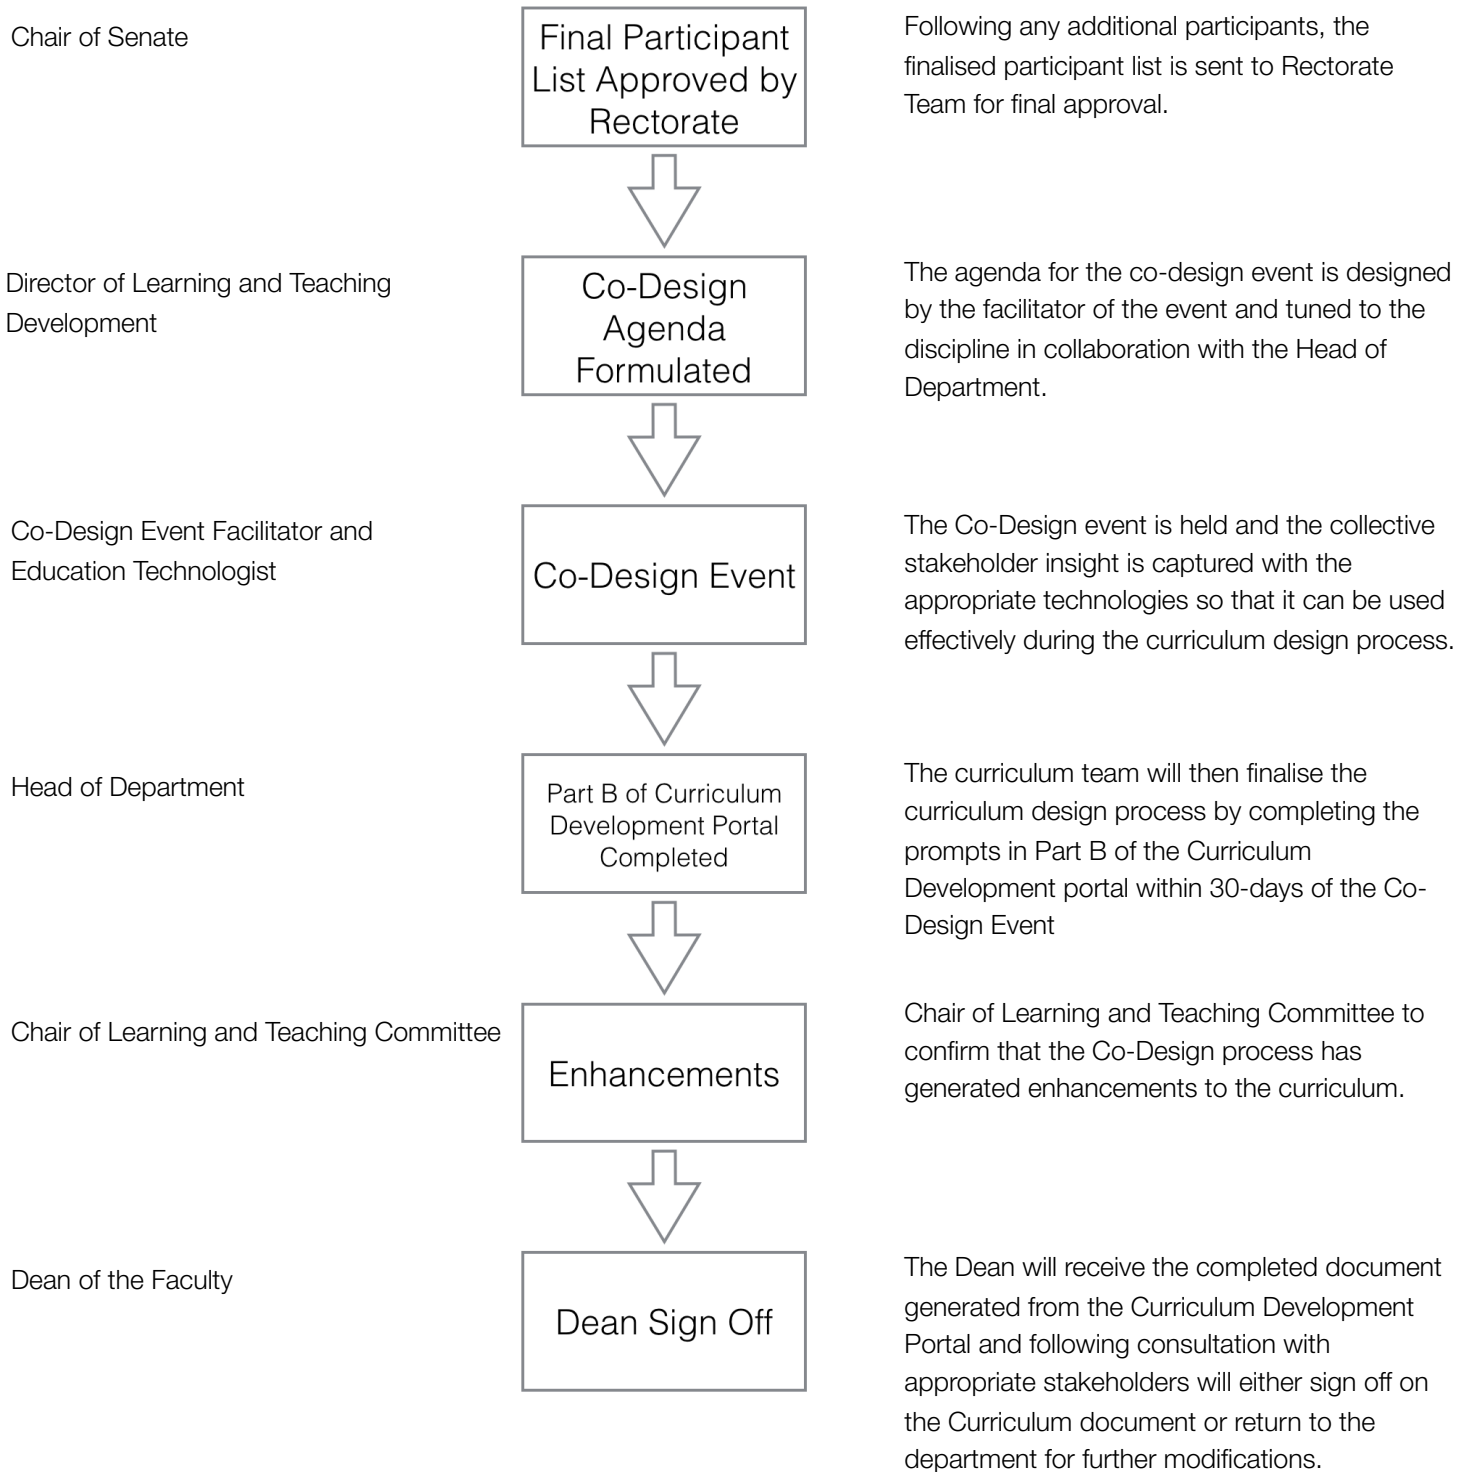 Chair of Senate
Final Participant
List Approved by
Rectorate
Following any additional participants, the
finalised participant list is sent to Rectorate
Team for final approval.
Director of Learning and Teaching
Development
Co-Design
Agenda
Formulated
The agenda for the co-design event is designed
by the facilitator of the event and tuned to the
discipline in collaboration with the Head of
Department.
Co-Design Event Facilitator and
Education Technologist
Co-Design Event
The Co-Design event is held and the collective
stakeholder insight is captured with the
appropriate technologies so that it can be used
effectively during the curriculum design process.
Head of Department
Part B of Curriculum
Development Portal
Completed
The curriculum team will then finalise the
curriculum design process by completing the
prompts in Part B of the Curriculum
Development portal within 30-days of the Co-
Design Event
Chair of Learning and Teaching Committee
Enhancements
Chair of Learning and Teaching Committee to
confirm that the Co-Design process has
generated enhancements to the curriculum.
Dean of the Faculty
Dean Sign Off
The Dean will receive the completed document
generated from the Curriculum Development
Portal and following consultation with
appropriate stakeholders will either sign off on
the Curriculum document or return to the
department for further modifications.